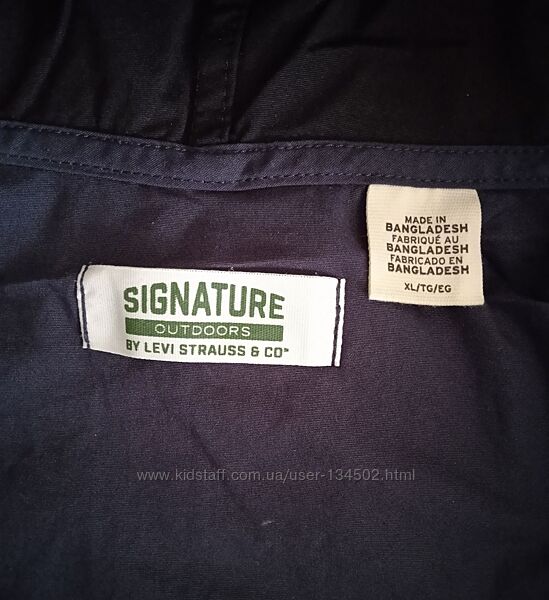 MADE IN
BANGLADESH
FABRIQUÉ AU
BANGLADESH
FABRICADO EN
BANGLADESH
XL/TG/EG
SIGNATURE
OUTDOORS
BY LEVI STRAUSS & CO™
www.kidstaff.com.ua/user-134502.html